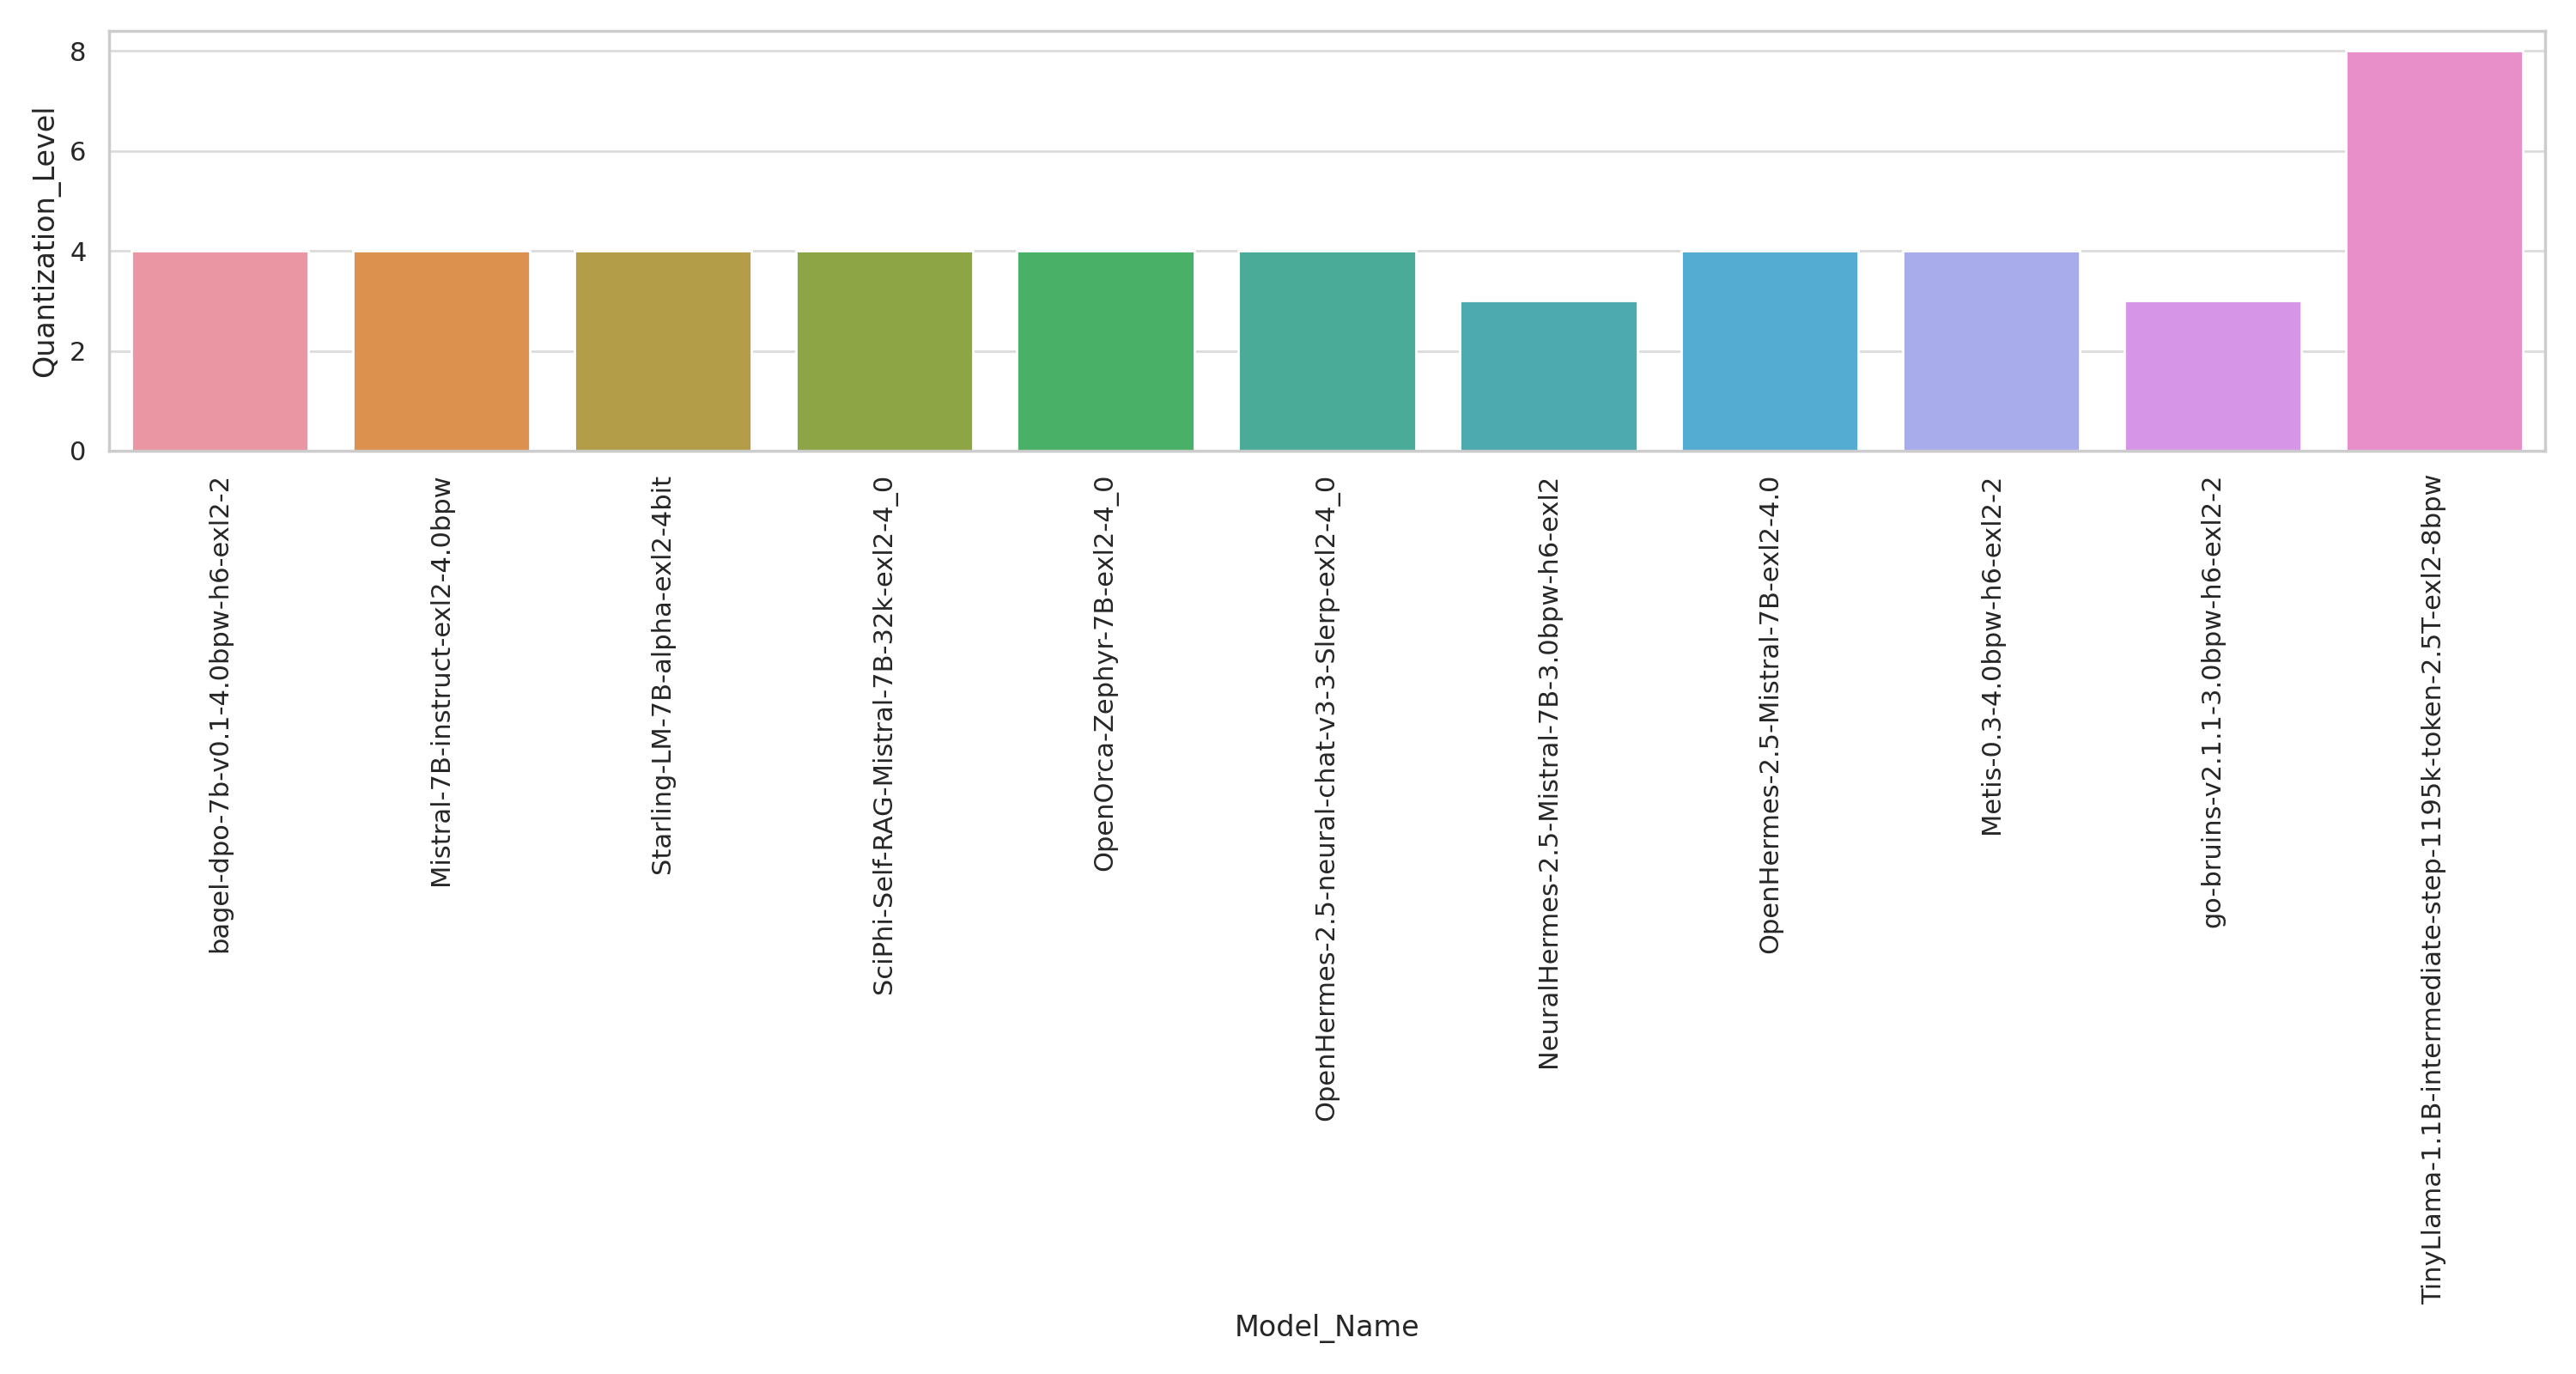 Quantization_Level
8
6
4
2
0
bagel-dpo-7b-v0.1-4.0bpw-h6-exl2-2
Mistral-7B-instruct-exl2-4.0bpw
Starling-LM-7B-alpha-exl2-4bit
SciPhi-Self-RAG-Mistral-7B-32k-exl2-4_0
OpenOrca-Zephyr-7B-exl2-4_0
OpenHermes-2.5-neural-chat-v3-3-Slerp-exl2-4_0
NeuralHermes-2.5-Mistral-7B-3.0bpw-h6-exl2
OpenHermes-2.5-Mistral-7B-exl2-4.0
Metis-0.3-4.0bpw-h6-exl2-2
go-bruins-v2.1.1-3.0bpw-h6-exl2-2
TinyLlama-1.1B-intermediate-step-1195k-token-2.5T-exl2-8bpw
Model_Name